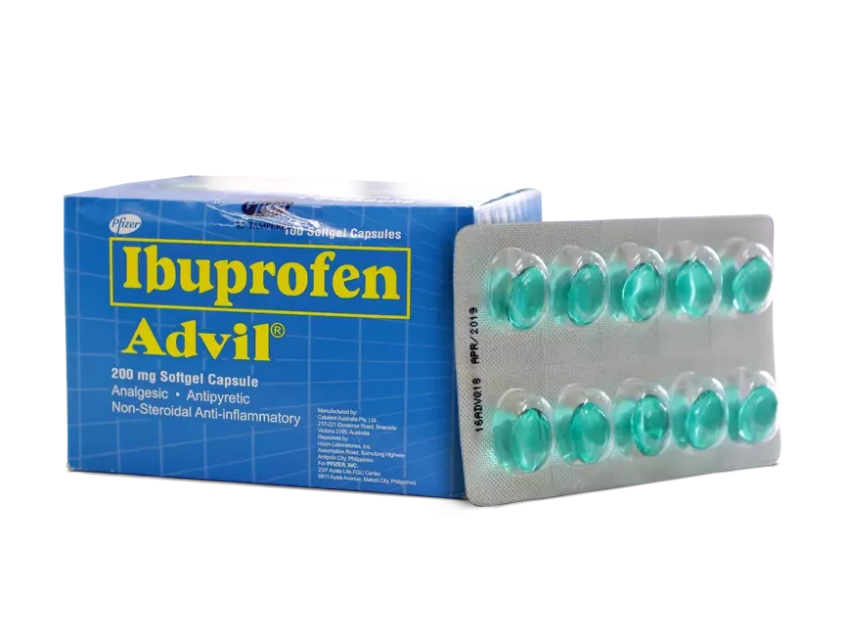 Pfizer
100 Softgel Capsules
Ibuprofen
Advil®
200 mg Softgel Capsule
Analgesic • Antipyretic
Non-Steroidal Anti-inflammatory
Manufactured by:
Catalent Australia Pty. Ltd.
217-221 Governor Road, Braeside
Victoria 3195, Australia
Repacked by:
Hizon Laboratories, Inc.
Assumption Road, Sumulong Highway
Antipolo City, Philippines
For PFIZER, INC.
23/F Ayala Life-FGU Center
6811 Ayala Avenue, Makati City, Philippines
16ADV018 APR/2019